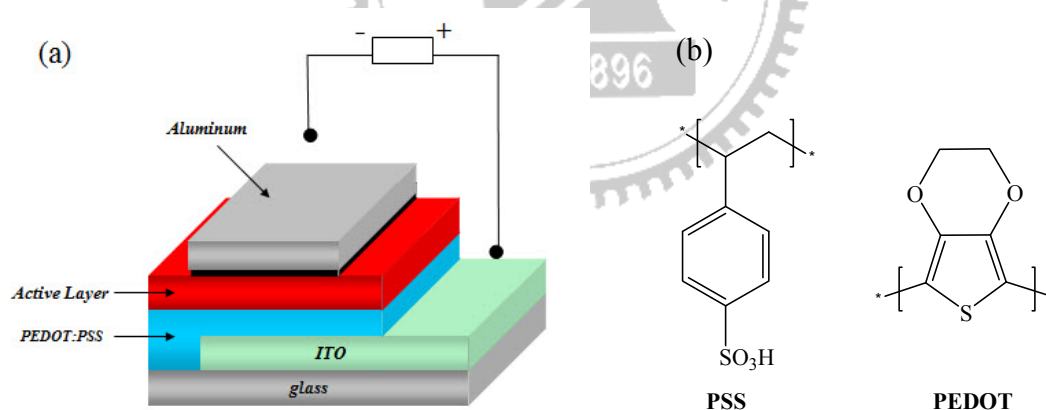 (a)
- +
Aluminum
Active Layer
PEDOT:PSS
ITO
glass
896
(b)
* [ ] *
SO₃H
PSS
O O
* [ S ] *
PEDOT